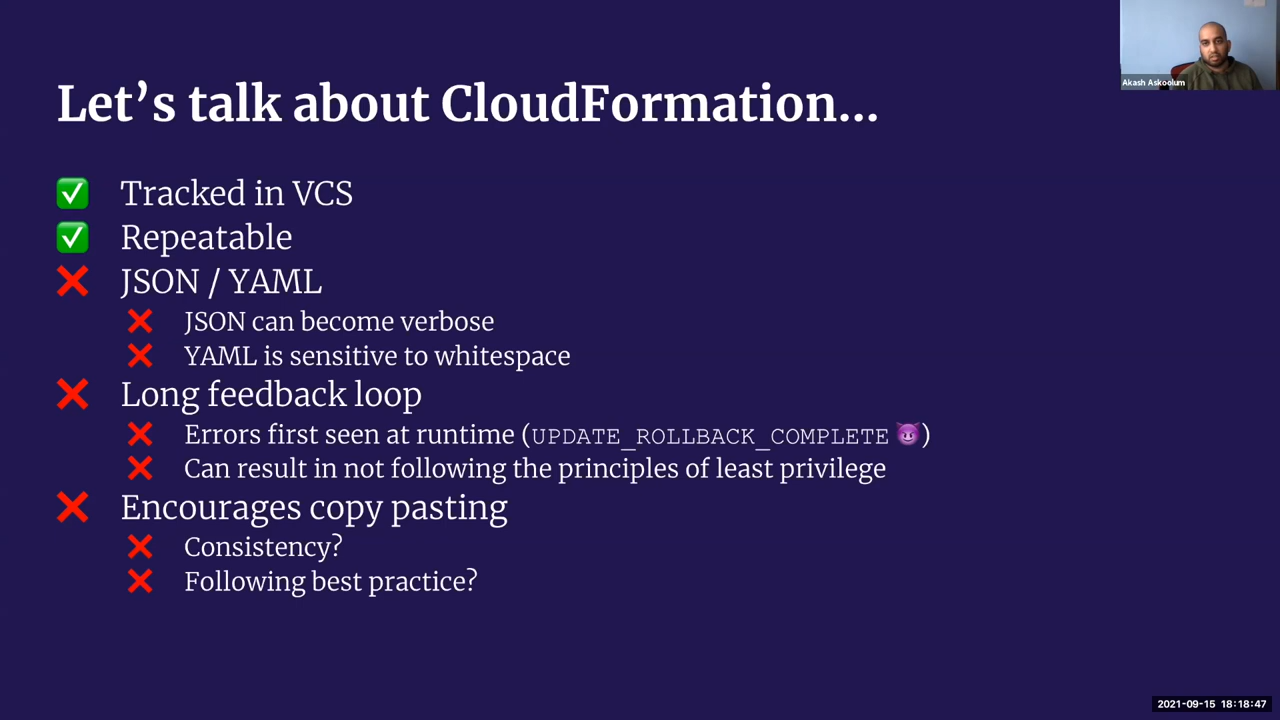 Akash Askoolum
Let’s talk about CloudFormation...
✅ Tracked in VCS
✅ Repeatable
❌ JSON / YAML
❌ JSON can become verbose
❌ YAML is sensitive to whitespace
❌ Long feedback loop
❌ Errors first seen at runtime (UPDATE_ROLLBACK_COMPLETE 😈)
❌ Can result in not following the principles of least privilege
❌ Encourages copy pasting
❌ Consistency?
❌ Following best practice?
2021-09-15 18:18:47